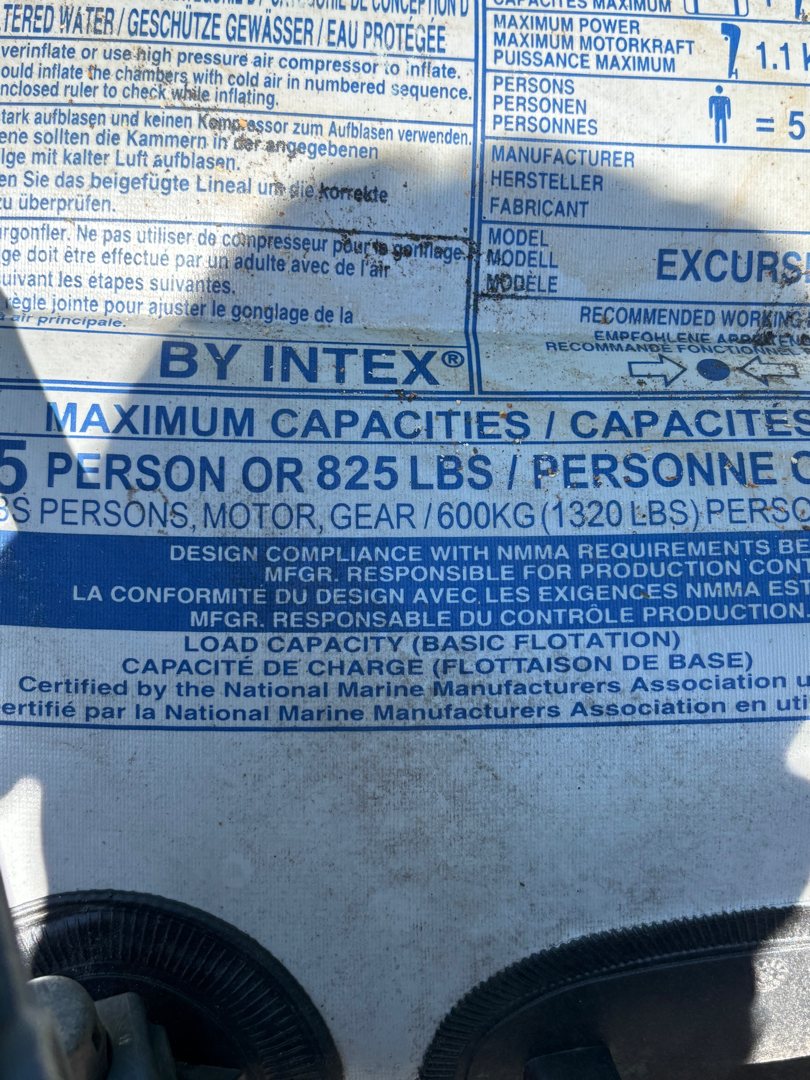 CAPACITÉS MAXIMUM
LTERED WATER / GESCHÜTZE GEWÄSSER / EAU PROTÉGÉE
verinflate or use high pressure air compressor to inflate.
ould inflate the chambers with cold air in numbered sequence.
nclosed ruler to check while inflating.
stark aufblasen und keinen Kompressor zum Aufblasen verwenden.
ene sollten die Kammern in der angegebenen
lge mit kalter Luft aufblasen.
en Sie das beigefügte Lineal um die korrekte
zu überprüfen.
urgonfler. Ne pas utiliser de compresseur pour le gonflage.
ge doit être effectué par un adulte avec de l'air
uivant les étapes suivantes.
règle jointe pour ajuster le gonglage de la
à air principale.
MAXIMUM POWER
MAXIMUM MOTORKRAFT
PUISSANCE MAXIMUM
1.1 K
PERSONS
PERSONEN
PERSONNES
= 5
MANUFACTURER
HERSTELLER
FABRICANT
MODEL
MODELL
MODÈLE
EXCURSI
RECOMMENDED WORKING
EMPFOHLENE
RECOMMANDE
BY INTEX®
MAXIMUM CAPACITIES / CAPACITÉS
5 PERSON OR 825 LBS / PERSONNE O
BS PERSONS, MOTOR, GEAR / 600KG (1320 LBS) PERSO
DESIGN COMPLIANCE WITH NMMA REQUIREMENTS BE
MFGR. RESPONSIBLE FOR PRODUCTION CONT
LA CONFORMITÉ DU DESIGN AVEC LES EXIGENCES NMMA EST
MFGR. RESPONSABLE DU CONTRÔLE PRODUCTION
LOAD CAPACITY (BASIC FLOTATION)
CAPACITÉ DE CHARGE (FLOTTAISON DE BASE)
Certified by the National Marine Manufacturers Association u
ertifié par la National Marine Manufacturers Association en uti